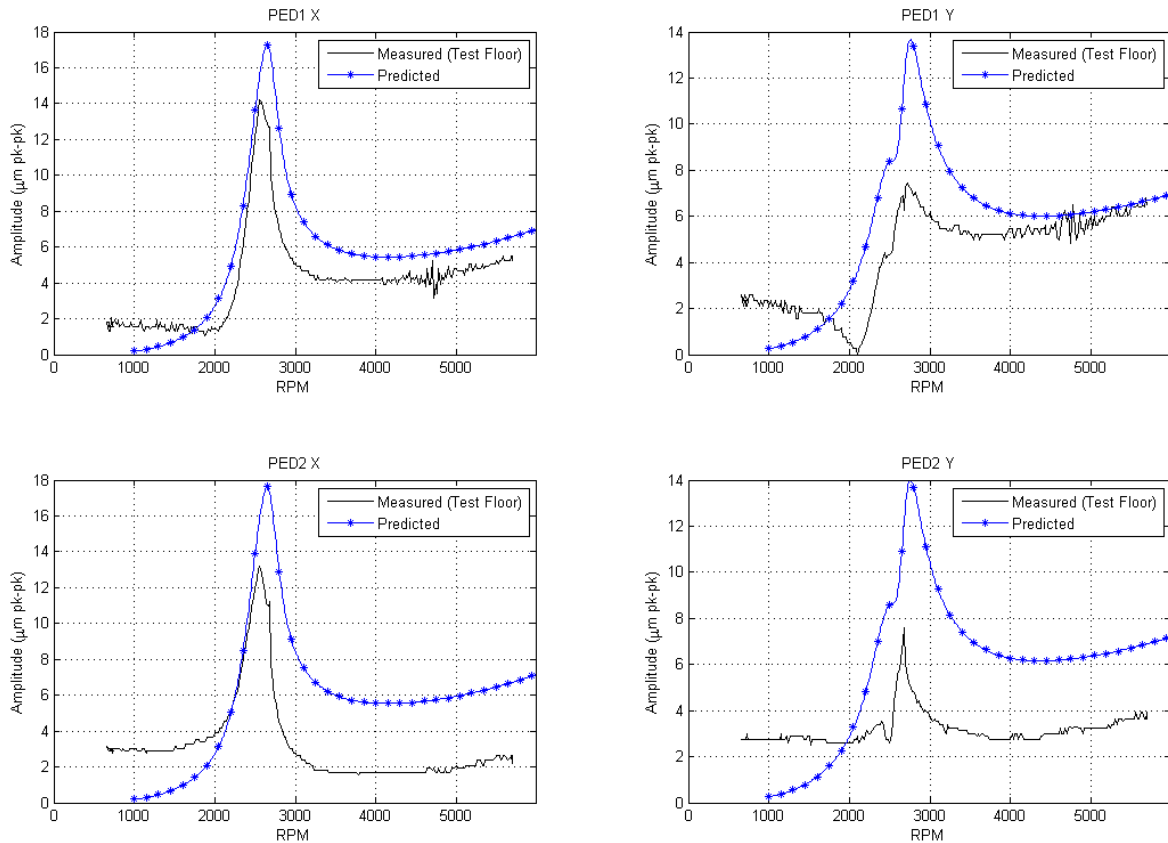 PED1 X
18
16
14
12
10
8
6
4
2
0
0 1000 2000 3000 4000 5000
RPM
Amplitude (μm pk-pk)
Measured (Test Floor)
Predicted
PED1 Y
14
12
10
8
6
4
2
0
0 1000 2000 3000 4000 5000
RPM
Amplitude (μm pk-pk)
Measured (Test Floor)
Predicted
PED2 X
18
16
14
12
10
8
6
4
2
0
0 1000 2000 3000 4000 5000
RPM
Amplitude (μm pk-pk)
Measured (Test Floor)
Predicted
PED2 Y
14
12
10
8
6
4
2
0
0 1000 2000 3000 4000 5000
RPM
Amplitude (μm pk-pk)
Measured (Test Floor)
Predicted